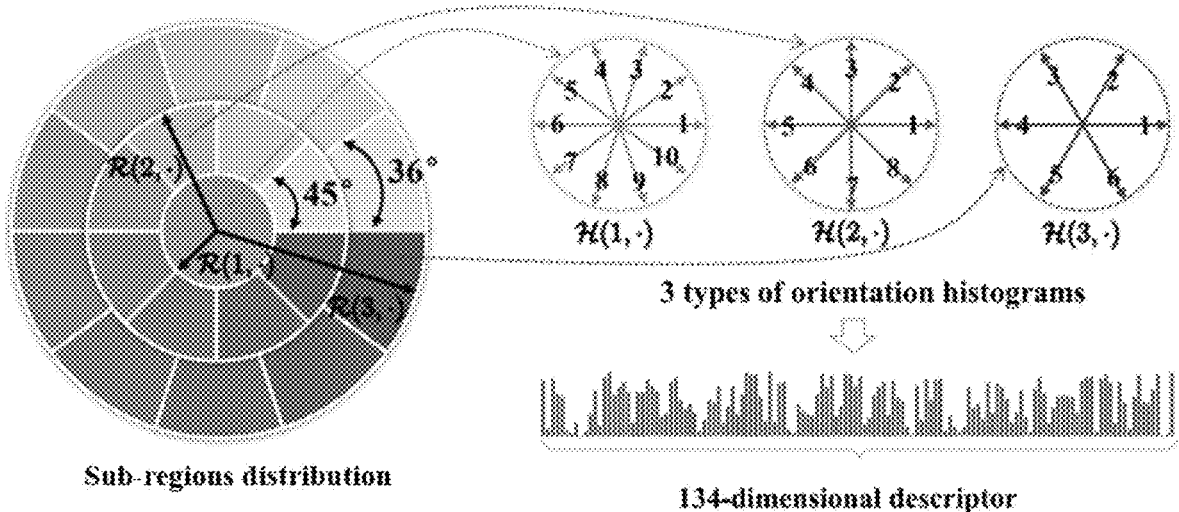 R(2,·)
45°
36°
R(1,·)
R(3,·)
Sub-regions distribution
4 3
5 2
6 1
7 10
8 9
H(1,·)
3
4 2
5 1
6 8
7
H(2,·)
3 2
4 1
5 6
H(3,·)
3 types of orientation histograms
134-dimensional descriptor